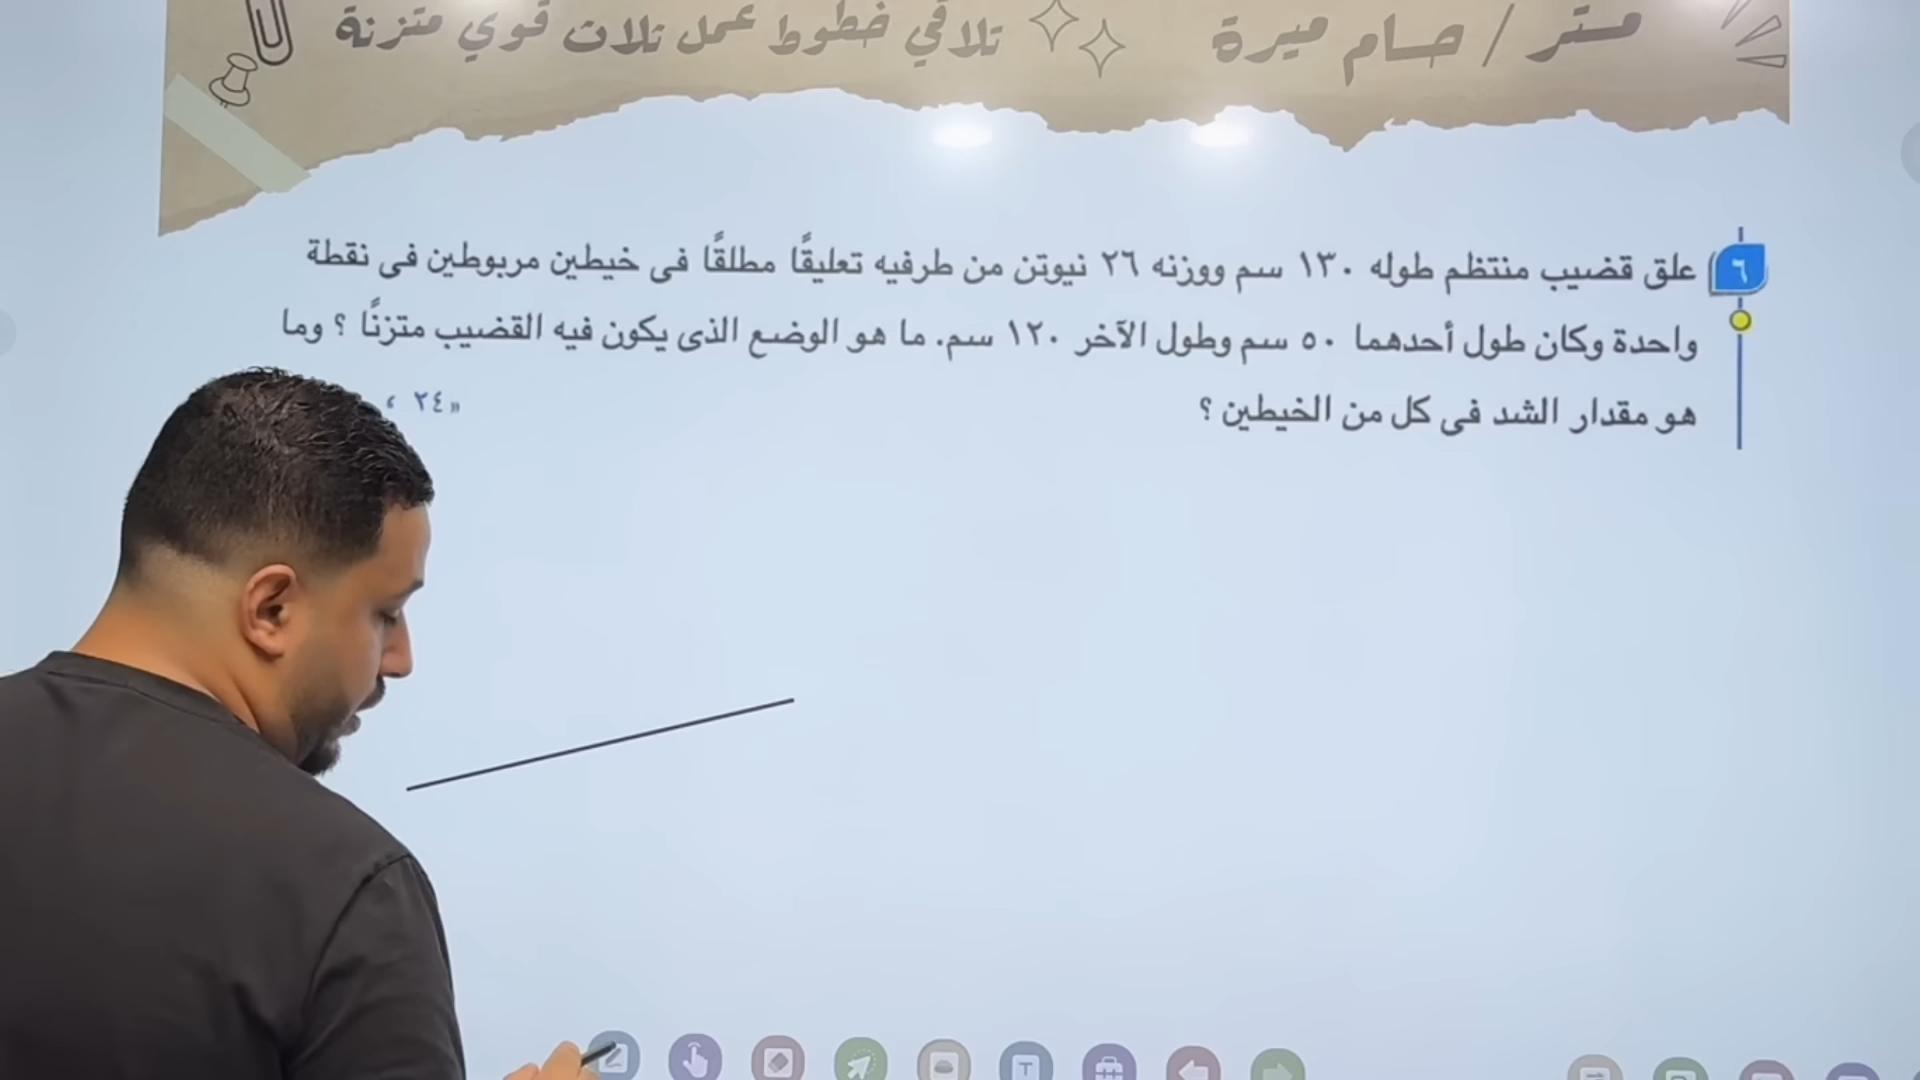 مستر / حسام ميرة
تلاقي خطوط عمل تلات قوي متزنة
٦
علق قضيب منتظم طوله ١٣٠ سم ووزنه ٢٦ نيوتن من طرفيه تعليقًا مطلقًا فى خيطين مربوطين فى نقطة
واحدة وكان طول أحدهما ٥٠ سم وطول الآخر ١٢٠ سم. ما هو الوضع الذى يكون فيه القضيب متزنًا ؟ وما
هو مقدار الشد فى كل من الخيطين ؟
«٢٤ ،